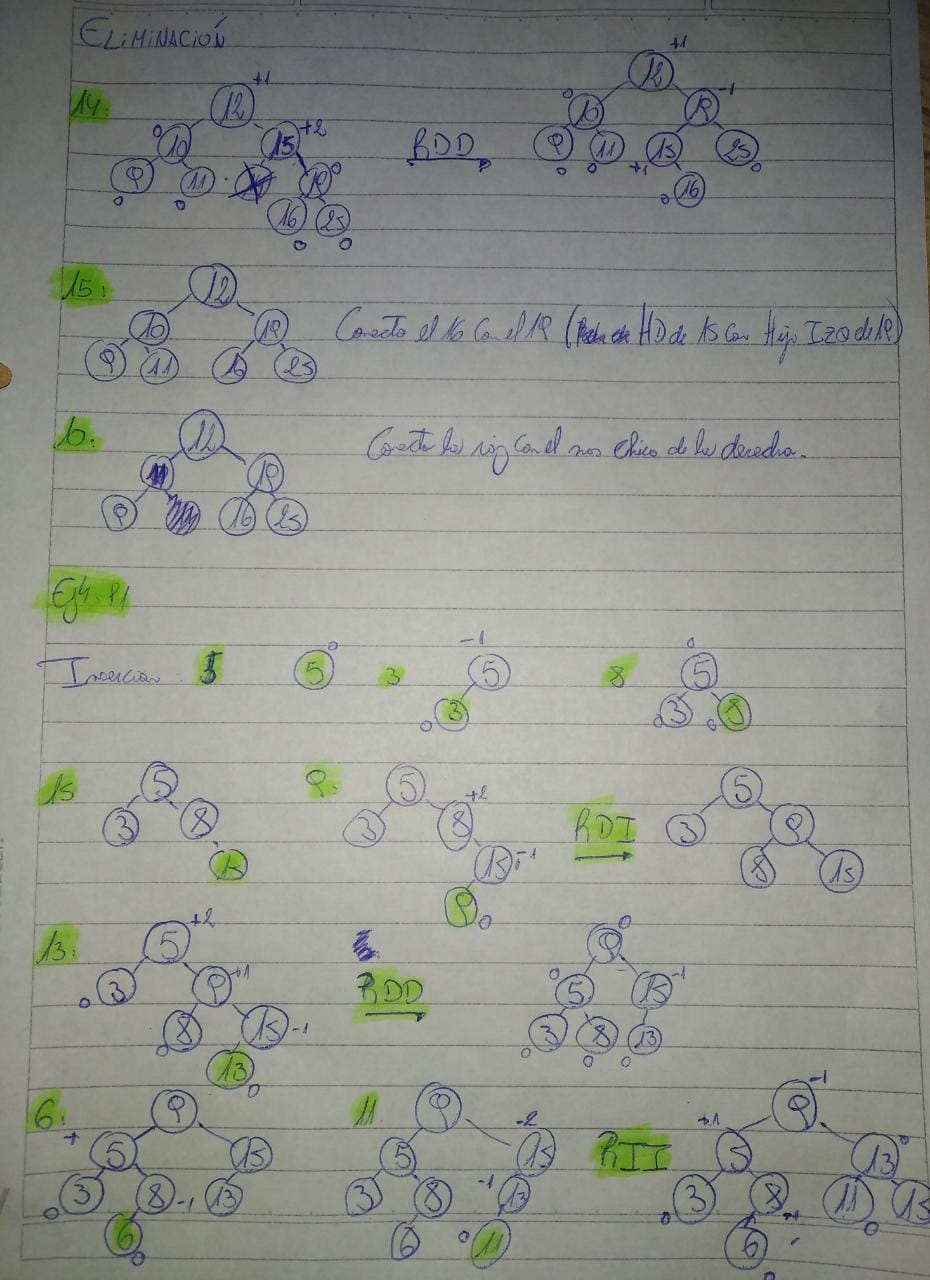 ELIMINACIÓN
14.
12 +1
0 10 15 +2
9 11 19 0
0 0 16 25
0 0
RDD
12 +1
0 10 19 -1
9 11 15 25
0 0 +1 16 0
0
15.
12
10 19
9 11 16 25
Conecto el 16 con el 19 (HD de 15 con Hijo Izq de 19)
10.
12
11 19
9 16 25
Conecto la raiz con el mas chico de la derecha.
Ej4. P1
Inserción 5
5 0
3
-1 5
0 3
8
0
5
0 3 0 8
15
5
3 8
15
9.
5
3 8 +2
15 -1
9 0
RDI
5
3 9
8 15
13.
5 +2
0 3 9 +1
0 8 15 -1
13 0
RDD
9 0
0 5 15 -1
3 8 13
0 0 0
6.
9
+ 5 15
0 3 8 -1 13
6 0
11
9
5 -2 15
3 8 -1 13
6 0 11
RII
9 -1
+1 5 13 0
3 8 11 15
0 -1 0
6
0